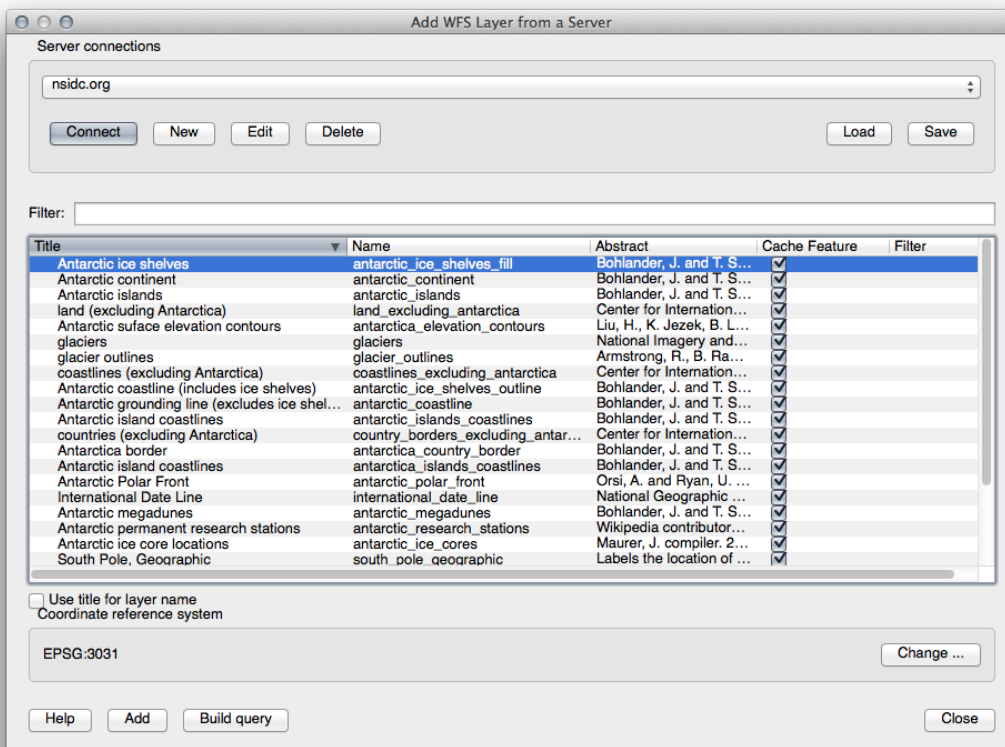 Add WFS Layer from a Server
Server connections
nsidc.org
Connect New Edit Delete Load Save
Filter:
Title Name Abstract Cache Feature Filter
Antarctic ice shelves antarctic_ice_shelves_fill Bohlander, J. and T. S...
Antarctic continent antarctic_continent Bohlander, J. and T. S...
Antarctic islands antarctic_islands Bohlander, J. and T. S...
land (excluding Antarctica) land_excluding_antarctica Center for Internation...
Antarctic suface elevation contours antarctica_elevation_contours Liu, H., K. Jezek, B. L...
glaciers glaciers National Imagery and...
glacier outlines glacier_outlines Armstrong, R., B. Ra...
coastlines (excluding Antarctica) coastlines_excluding_antarctica Center for Internation...
Antarctic coastline (includes ice shelves) antarctic_ice_shelves_outline Bohlander, J. and T. S...
Antarctic grounding line (excludes ice shel... antarctic_coastline Bohlander, J. and T. S...
Antarctic island coastlines antarctic_islands_coastlines Bohlander, J. and T. S...
countries (excluding Antarctica) country_borders_excluding_antar... Center for Internation...
Antarctica border antarctica_country_border Bohlander, J. and T. S...
Antarctic island coastlines antarctica_islands_coastlines Bohlander, J. and T. S...
Antarctic Polar Front antarctic_polar_front Orsi, A. and Ryan, U. ...
International Date Line international_date_line National Geographic ...
Antarctic megadunes antarctic_megadunes Bohlander, J. and T. S...
Antarctic permanent research stations antarctic_research_stations Wikipedia contributor...
Antarctic ice core locations antarctic_ice_cores Maurer, J. compiler. 2...
South Pole, Geographic south_pole_geographic Labels the location of ...
Use title for layer name
Coordinate reference system
EPSG:3031 Change ...
Help Add Build query Close